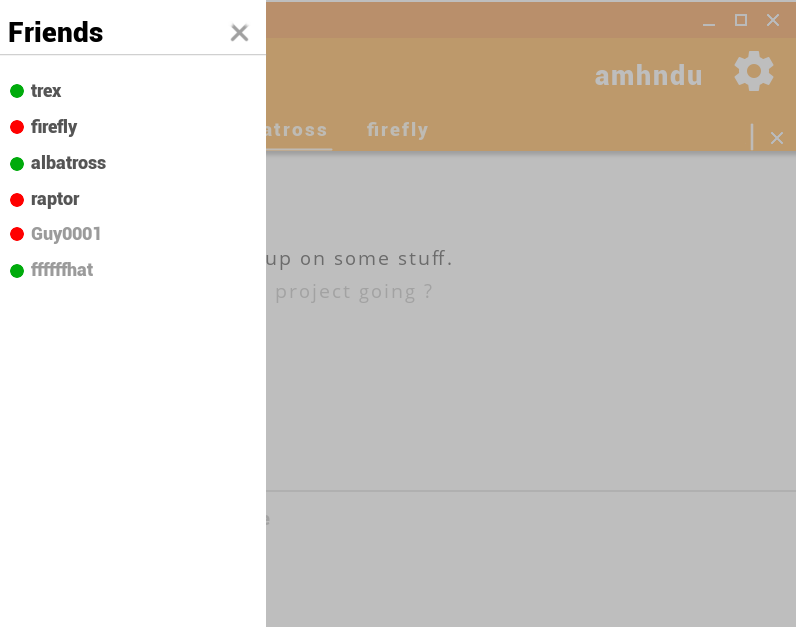 Friends
amhndu
atross firefly
trex
firefly
albatross
raptor
Guy0001
ffffffhat
up on some stuff.
project going ?
e